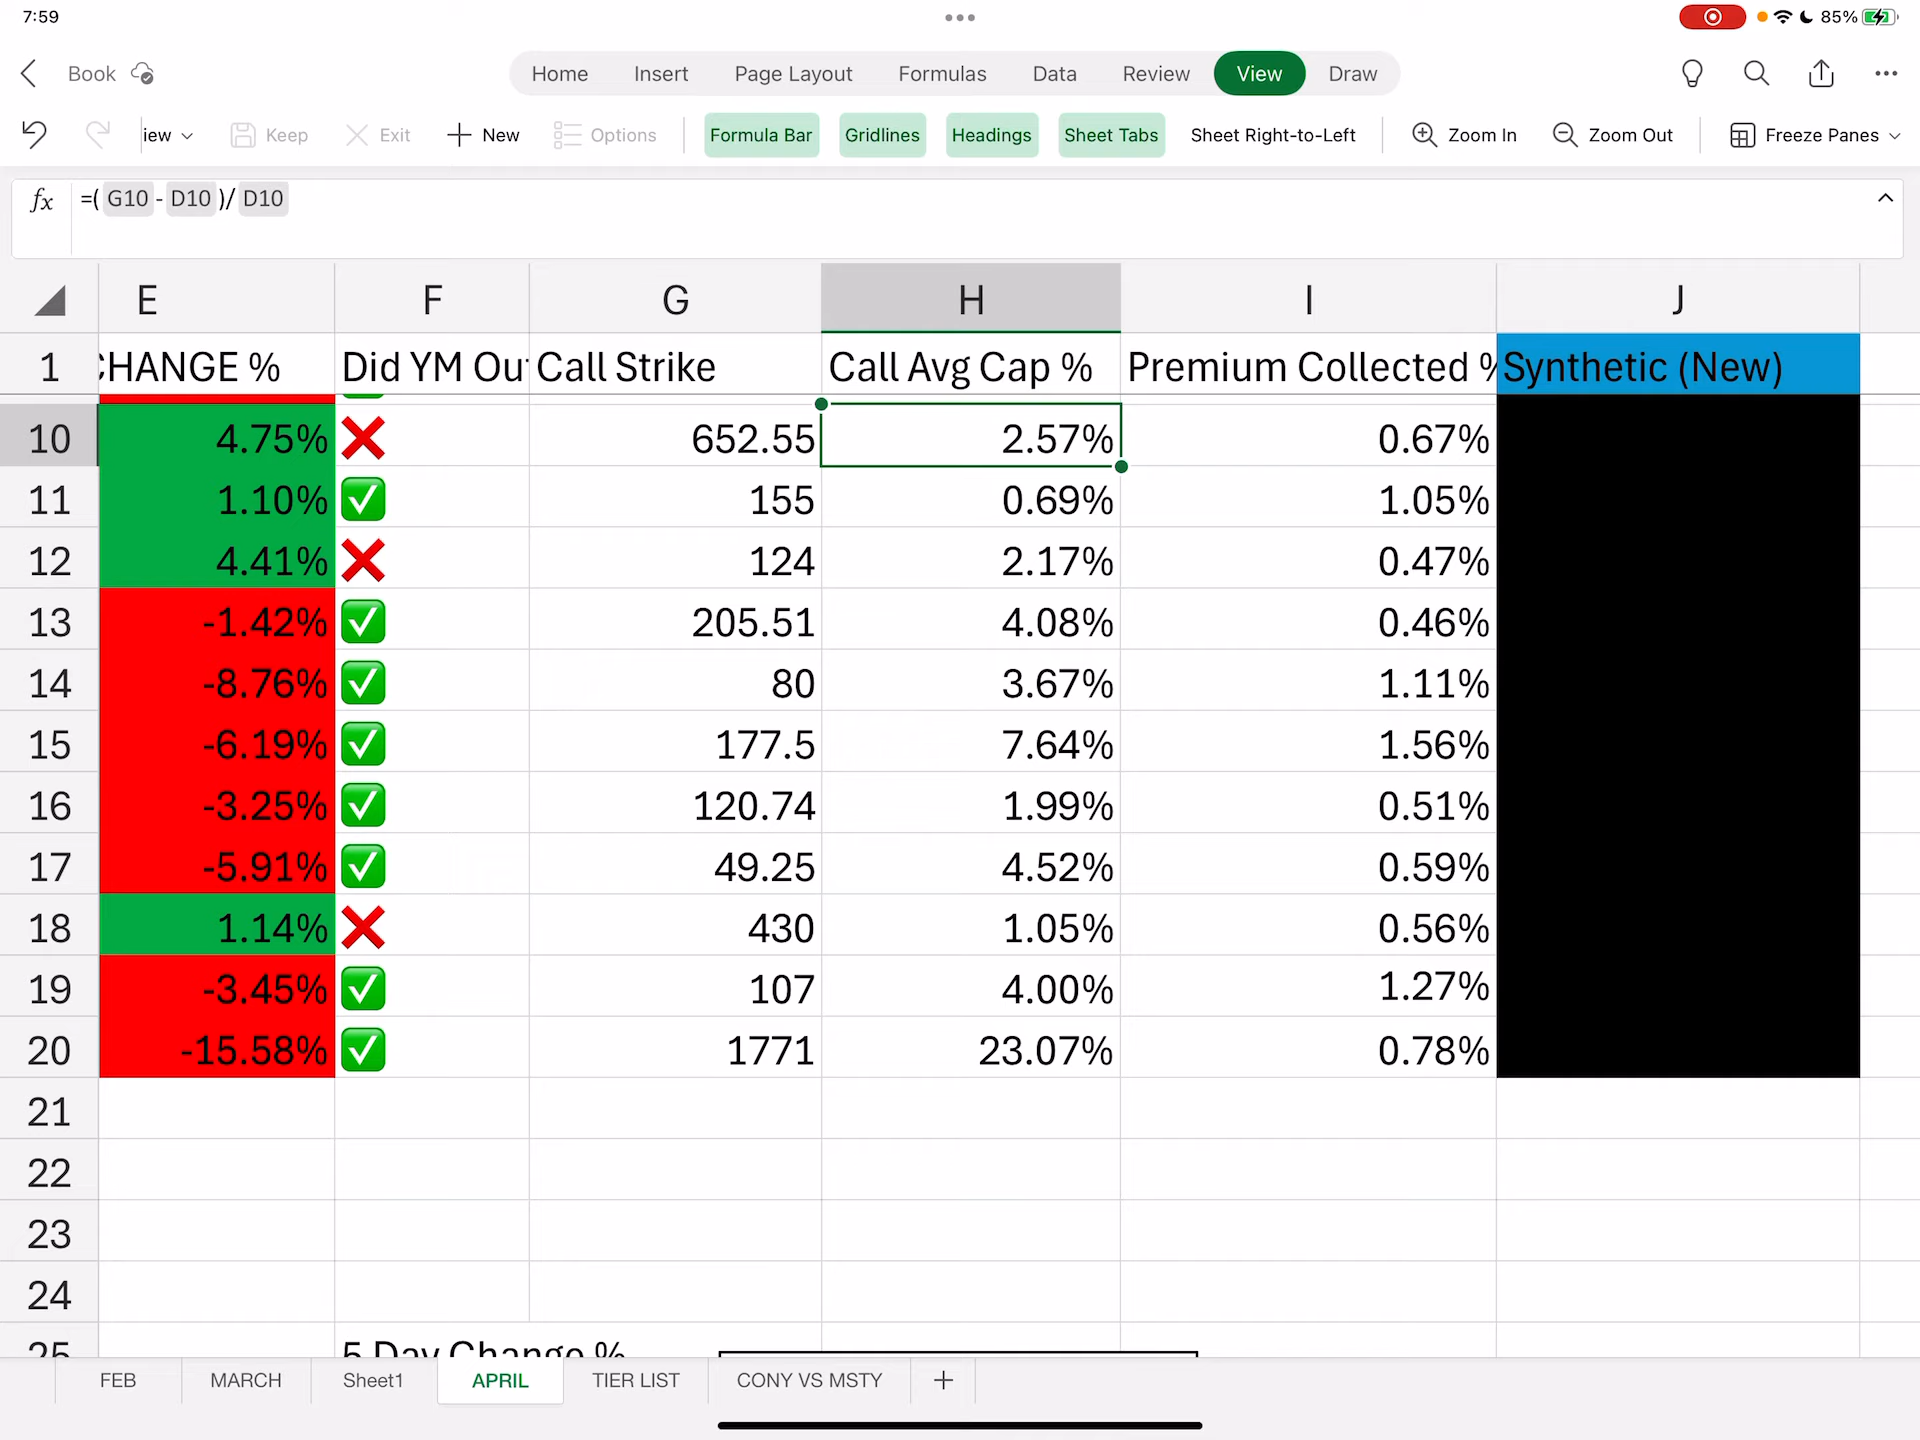 7:59
85%
Book
Home Insert Page Layout Formulas Data Review View Draw
iew Keep Exit New Options Formula Bar Gridlines Headings Sheet Tabs Sheet Right-to-Left Zoom In Zoom Out Freeze Panes
fx =( G10 - D10 )/ D10
E F G H I J
1 CHANGE % Did YM Out Call Strike Call Avg Cap % Premium Collected % Synthetic (New)
10 4.75% ❌ 652.55 2.57% 0.67%
11 1.10% ✅ 155 0.69% 1.05%
12 4.41% ❌ 124 2.17% 0.47%
13 -1.42% ✅ 205.51 4.08% 0.46%
14 -8.76% ✅ 80 3.67% 1.11%
15 -6.19% ✅ 177.5 7.64% 1.56%
16 -3.25% ✅ 120.74 1.99% 0.51%
17 -5.91% ✅ 49.25 4.52% 0.59%
18 1.14% ❌ 430 1.05% 0.56%
19 -3.45% ✅ 107 4.00% 1.27%
20 -15.58% ✅ 1771 23.07% 0.78%
21
22
23
24
25 5 Day Change %
FEB MARCH Sheet1 APRIL TIER LIST CONY VS MSTY